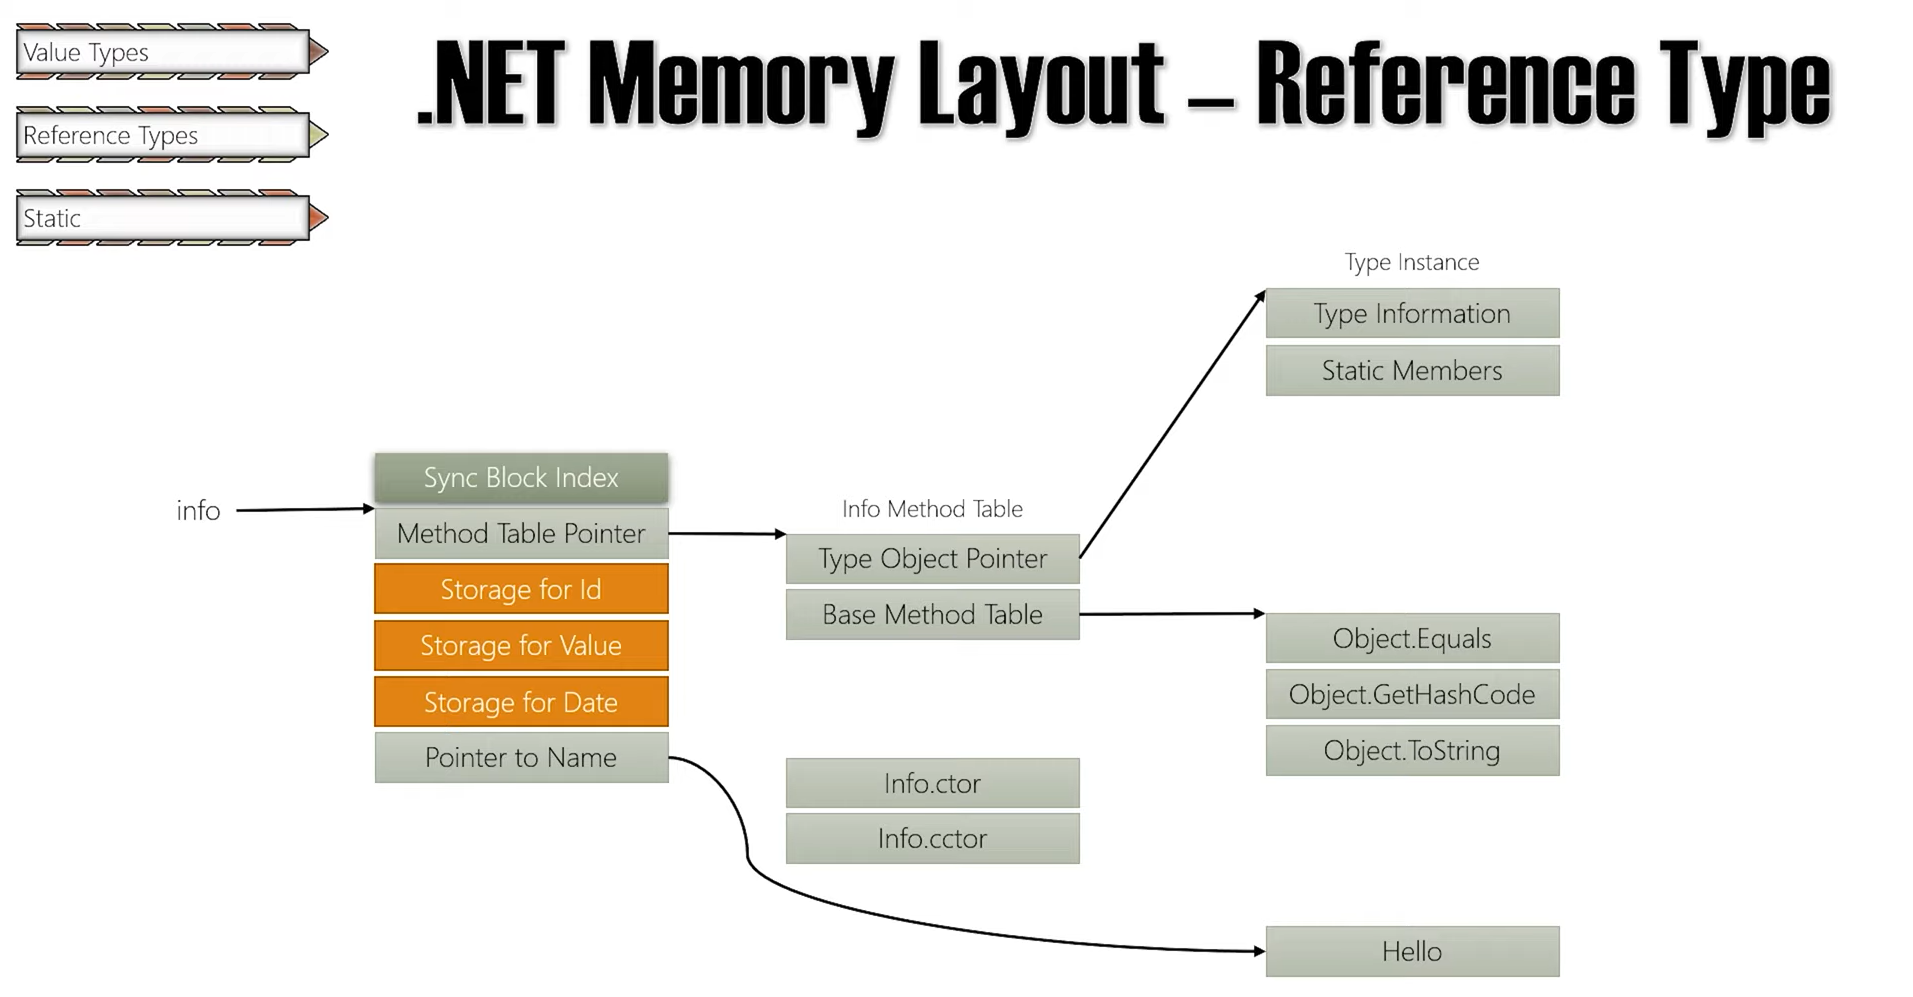 Value Types
Reference Types
Static
.NET Memory Layout – Reference Type
info
Sync Block Index
Method Table Pointer
Storage for Id
Storage for Value
Storage for Date
Pointer to Name
Info Method Table
Type Object Pointer
Base Method Table
Info.ctor
Info.cctor
Type Instance
Type Information
Static Members
Object.Equals
Object.GetHashCode
Object.ToString
Hello